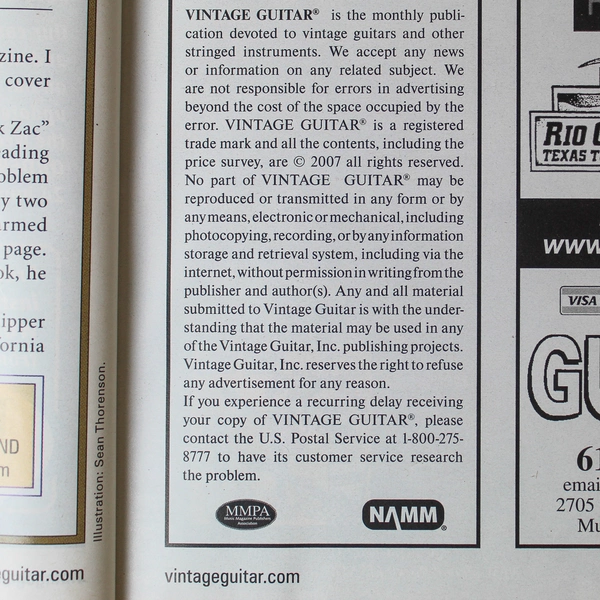 zine. I
cover
k Zac"
eading
oblem
y two
armed
page.
ok, he
ipper
fornia
ND
m
Illustration: Sean Thorenson.
eguitar.com
VINTAGE GUITAR® is the monthly publi-
cation devoted to vintage guitars and other
stringed instruments. We accept any news
or information on any related subject. We
are not responsible for errors in advertising
beyond the cost of the space occupied by the
error. VINTAGE GUITAR® is a registered
trade mark and all the contents, including the
price survey, are © 2007 all rights reserved.
No part of VINTAGE GUITAR® may be
reproduced or transmitted in any form or by
any means, electronic or mechanical, including
photocopying, recording, or by any information
storage and retrieval system, including via the
internet, without permission in writing from the
publisher and author(s). Any and all material
submitted to Vintage Guitar is with the under-
standing that the material may be used in any
of the Vintage Guitar, Inc. publishing projects.
Vintage Guitar, Inc. reserves the right to refuse
any advertisement for any reason.
If you experience a recurring delay receiving
your copy of VINTAGE GUITAR®, please
contact the U.S. Postal Service at 1-800-275-
8777 to have its customer service research
the problem.
MMPA
Music Magazine Publishers
Association
NAMM®
vintageguitar.com
RIO
TEXAS T
www
VISA
GU
61
emai
2705
Mu